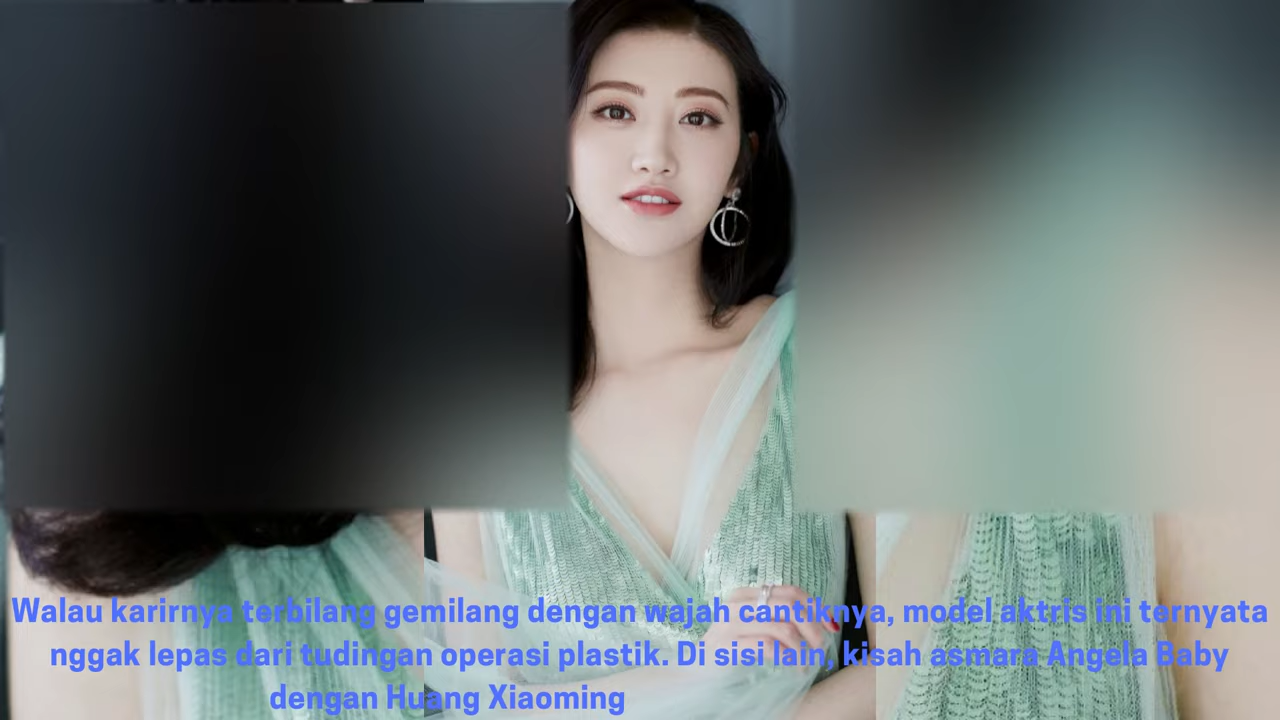 Walau karirnya terbilang gemilang dengan wajah cantiknya, model aktris ini ternyata
nggak lepas dari tudingan operasi plastik. Di sisi lain, kisah asmara Angela Baby
dengan Huang Xiaoming